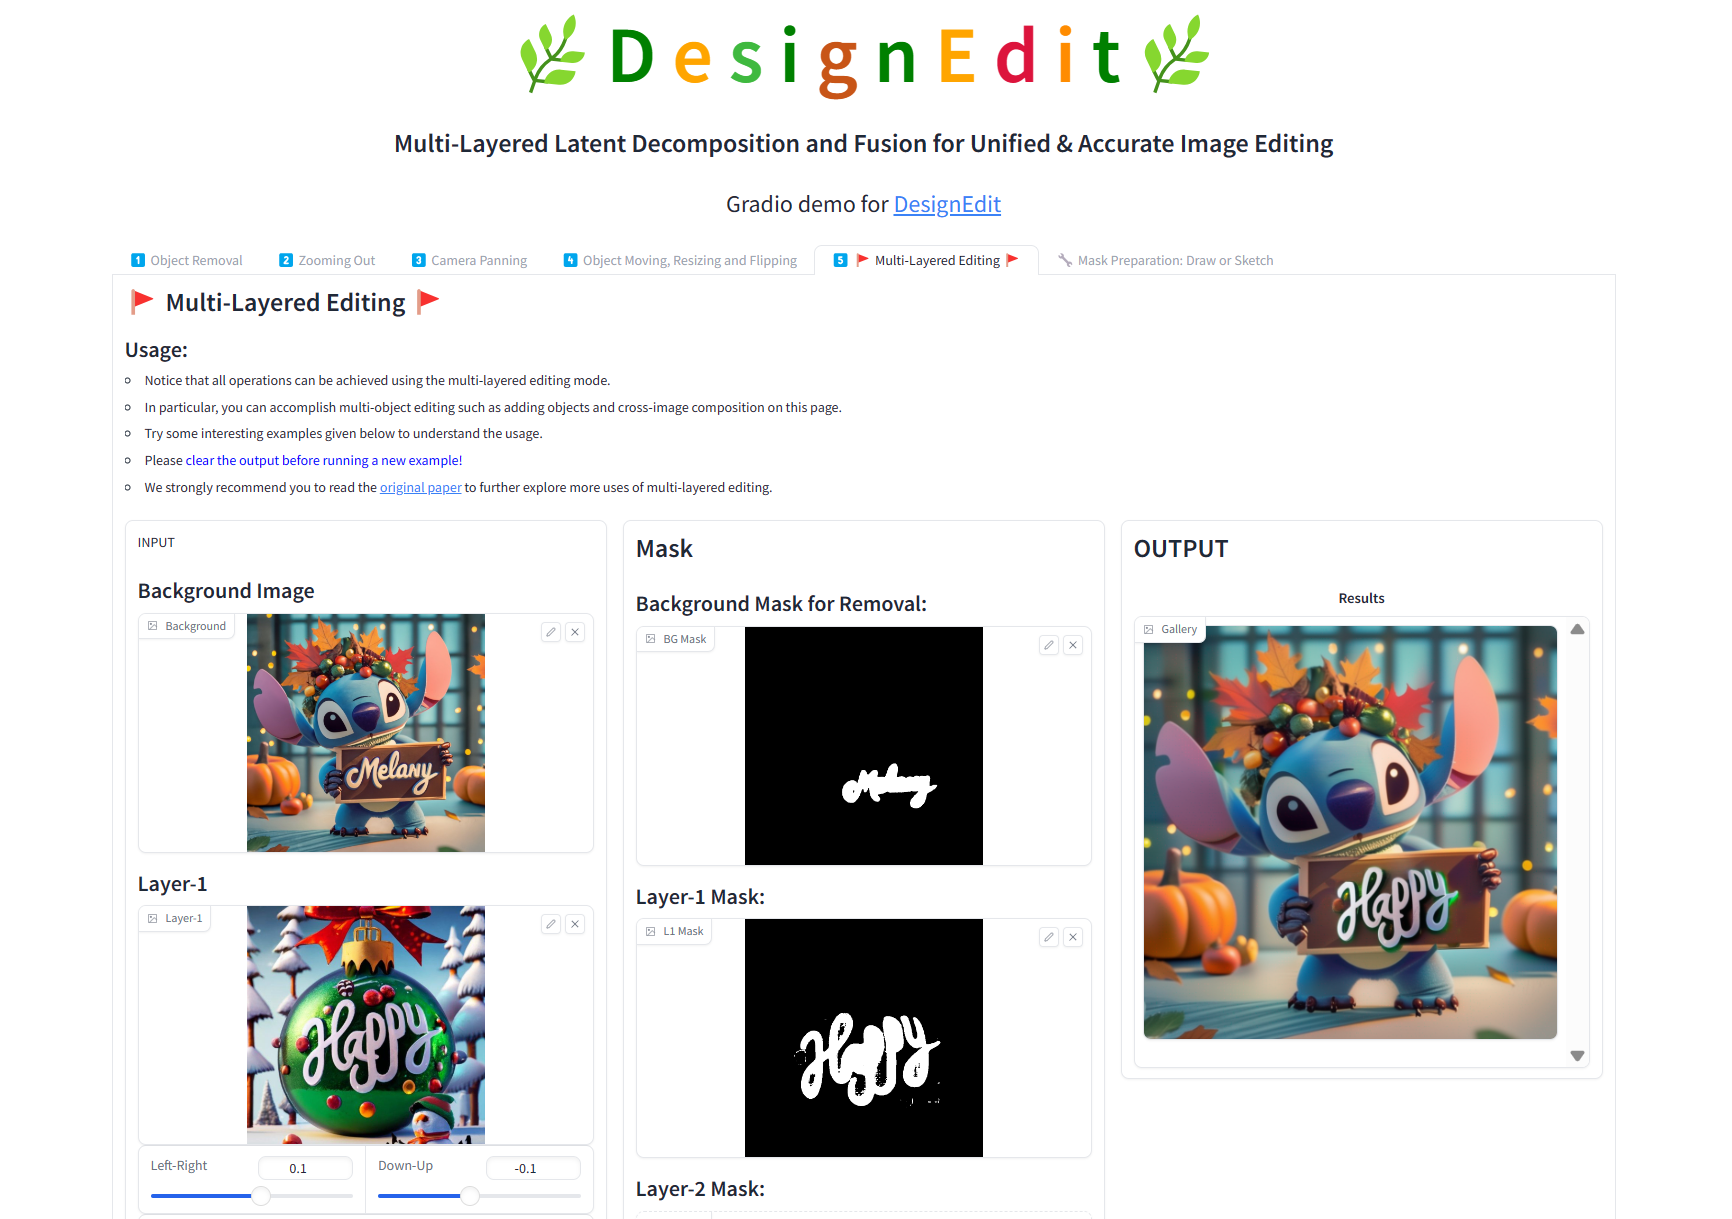 DesignEdit
Multi-Layered Latent Decomposition and Fusion for Unified & Accurate Image Editing
Gradio demo for DesignEdit
1 Object Removal
2 Zooming Out
3 Camera Panning
4 Object Moving, Resizing and Flipping
5 Multi-Layered Editing
Mask Preparation: Draw or Sketch
Multi-Layered Editing
Usage:
Notice that all operations can be achieved using the multi-layered editing mode.
In particular, you can accomplish multi-object editing such as adding objects and cross-image composition on this page.
Try some interesting examples given below to understand the usage.
Please clear the output before running a new example!
We strongly recommend you to read the original paper to further explore more uses of multi-layered editing.
INPUT
Background Image
Background
Melany
Layer-1
Layer-1
Happy
Left-Right
0.1
Down-Up
-0.1
Mask
Background Mask for Removal:
BG Mask
Melany
Layer-1 Mask:
L1 Mask
Happy
Layer-2 Mask:
OUTPUT
Results
Gallery
Happy